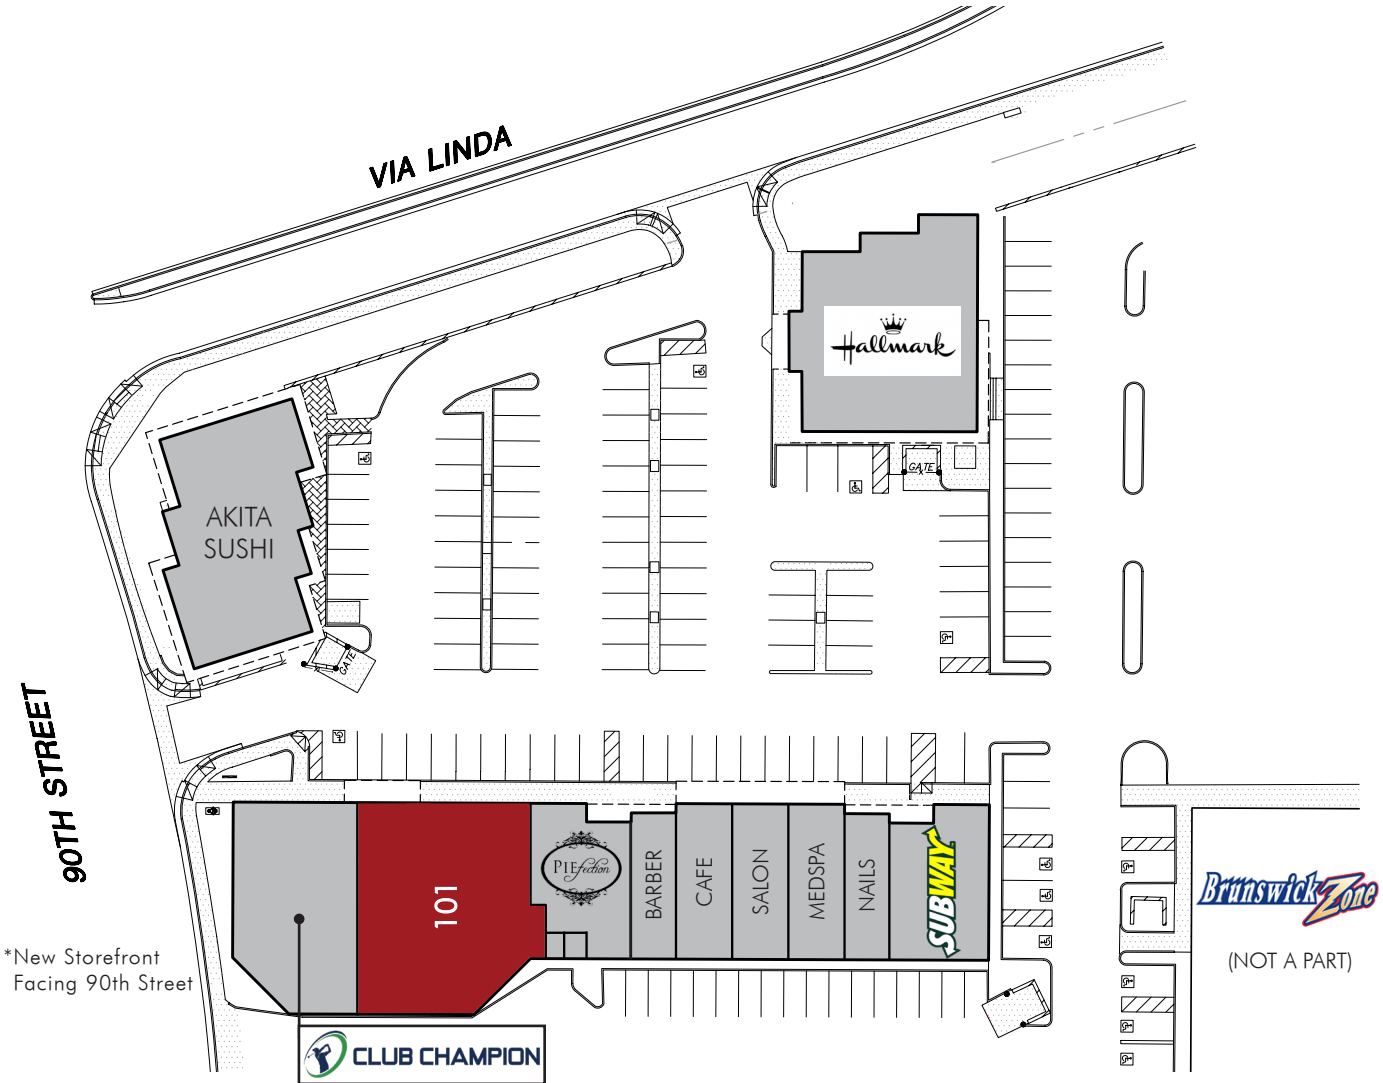 VIA LINDA
Hallmark
GATE
AKITA
SUSHI
GATE
90TH STREET
101
PIEfection
BARBER
CAFE
SALON
MEDSPA
NAILS
SUBWAY
Brunswick Zone
(NOT A PART)
*New Storefront
Facing 90th Street
CLUB CHAMPION